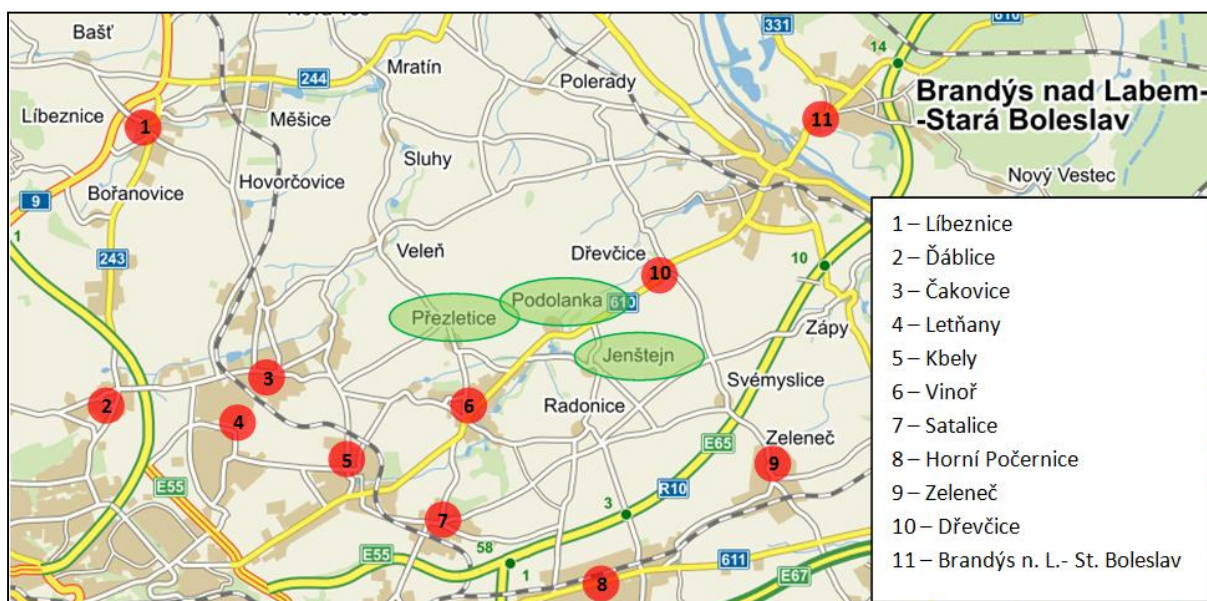 Bašť
244
Mratín
331
610
14
Polerady
Brandýs nad Labem-
-Stará Boleslav
Líbeznice
1
Měšice
11
Sluhy
Nový Vestec
Bořanovice
Hovorčovice
9
1
243
Veleň
Dřevčice
10
10
Podolanka
610
Přezletice
Zápy
Jenštejn
Svémyslice
3
2
4
6
Radonice
E65
Zeleneč
5
9
E55
R10
7
3
E55
58
1
8
611
E67
1 – Líbeznice
2 – Ďáblice
3 – Čakovice
4 – Letňany
5 – Kbely
6 – Vinoř
7 – Satalice
8 – Horní Počernice
9 – Zeleneč
10 – Dřevčice
11 – Brandýs n. L.- St. Boleslav